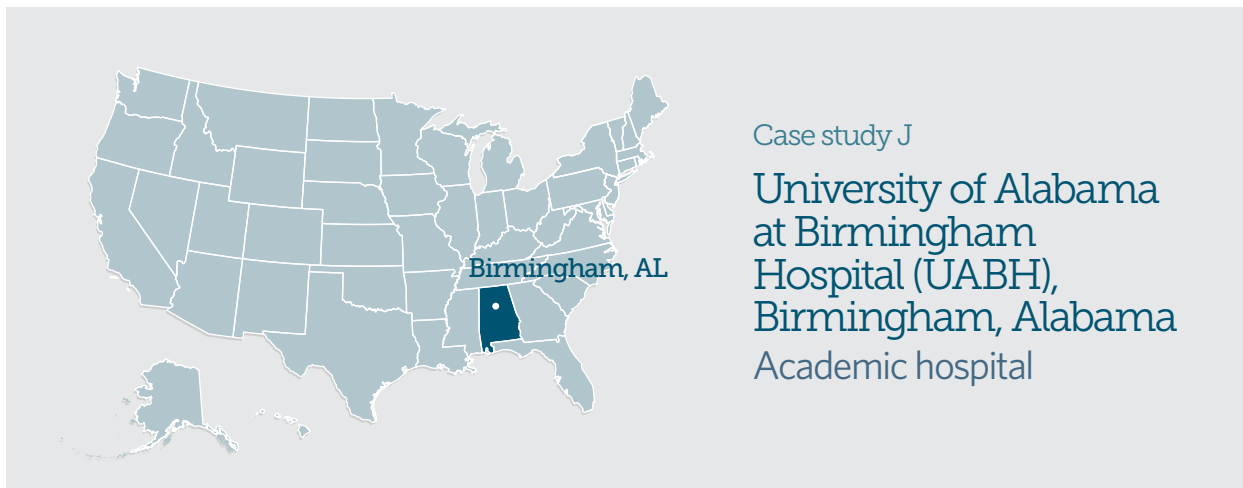 Case study J
University of Alabama
at Birmingham
Hospital (UABH),
Birmingham, Alabama
Academic hospital
Birmingham, AL